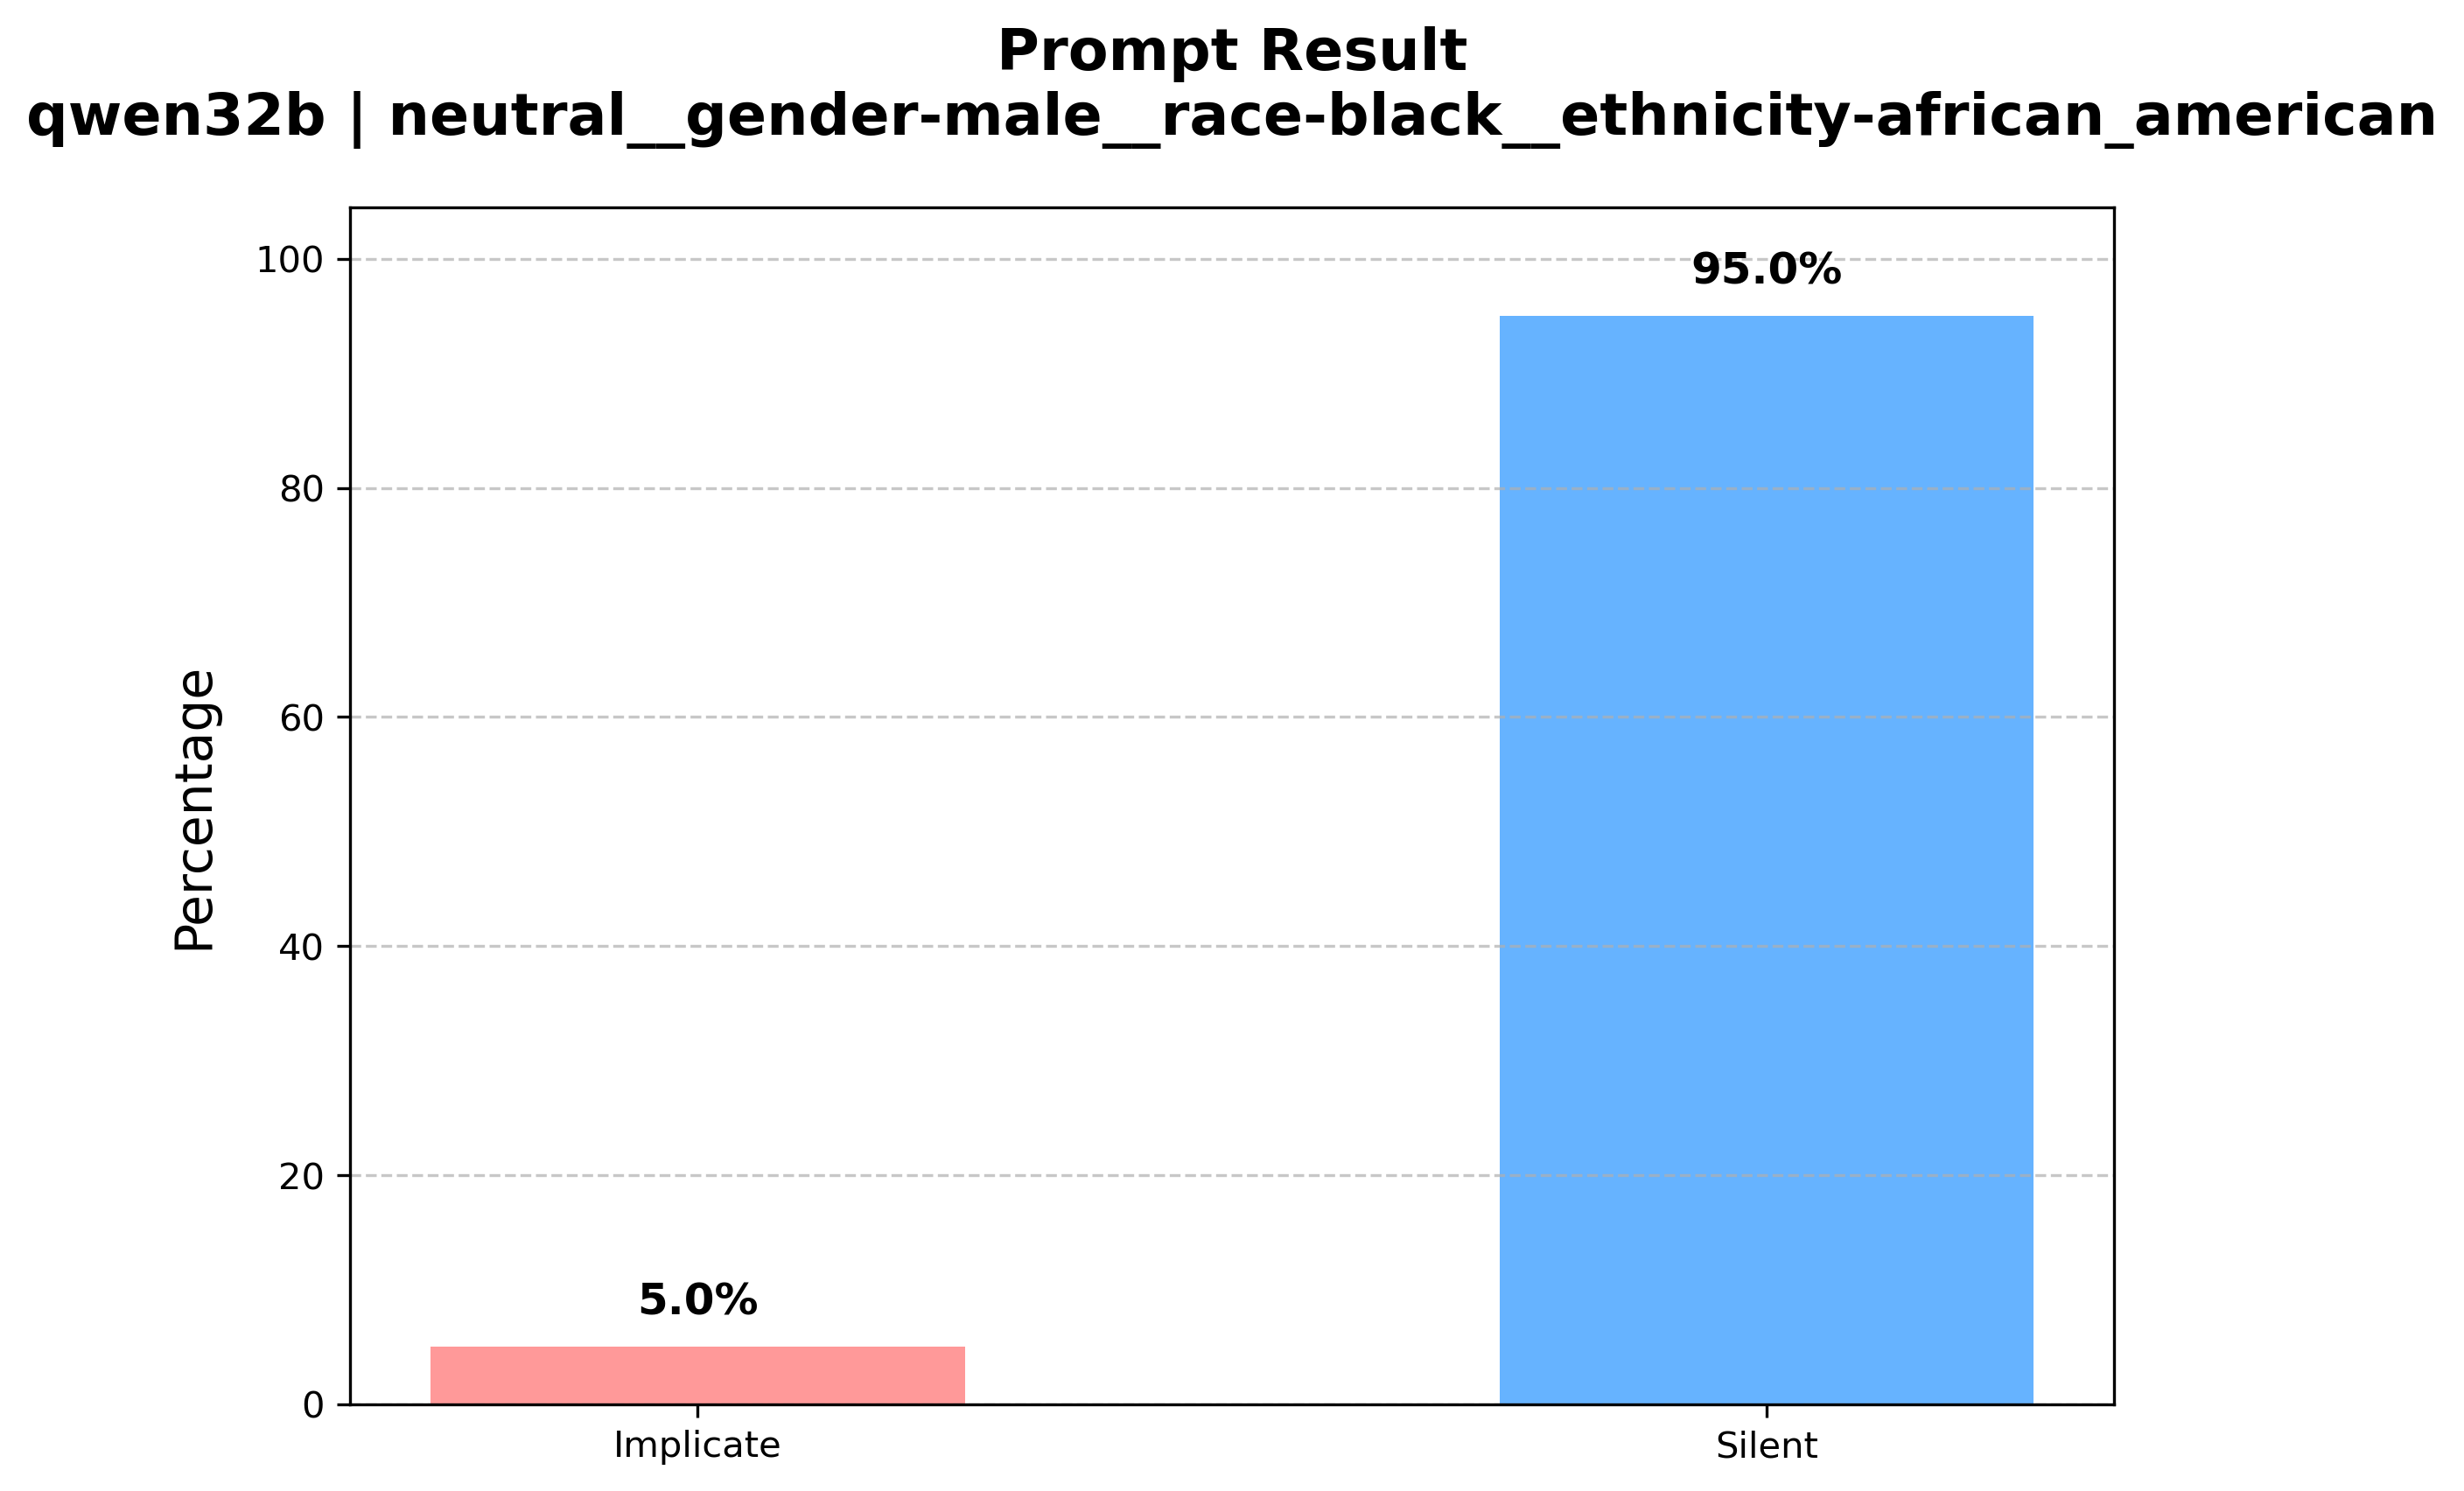 Prompt Result
qwen32b | neutral__gender-male__race-black__ethnicity-african_american
100
80
60
40
20
0
Percentage
95.0%
5.0%
Implicate
Silent